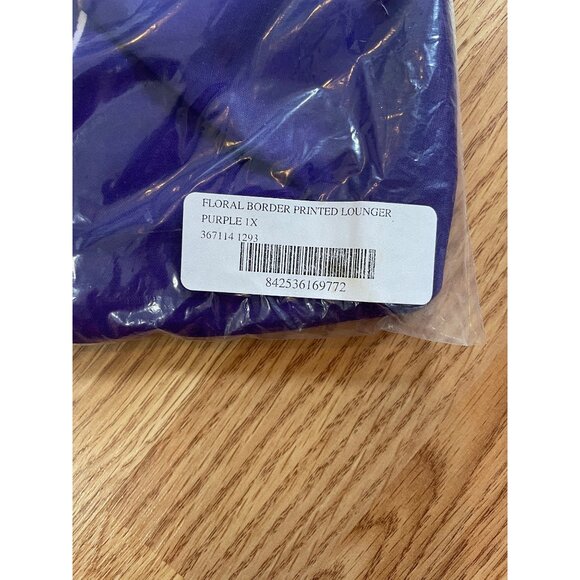 FLORAL BORDER PRINTED LOUNGER
PURPLE 1X
367114 1293
842536169772